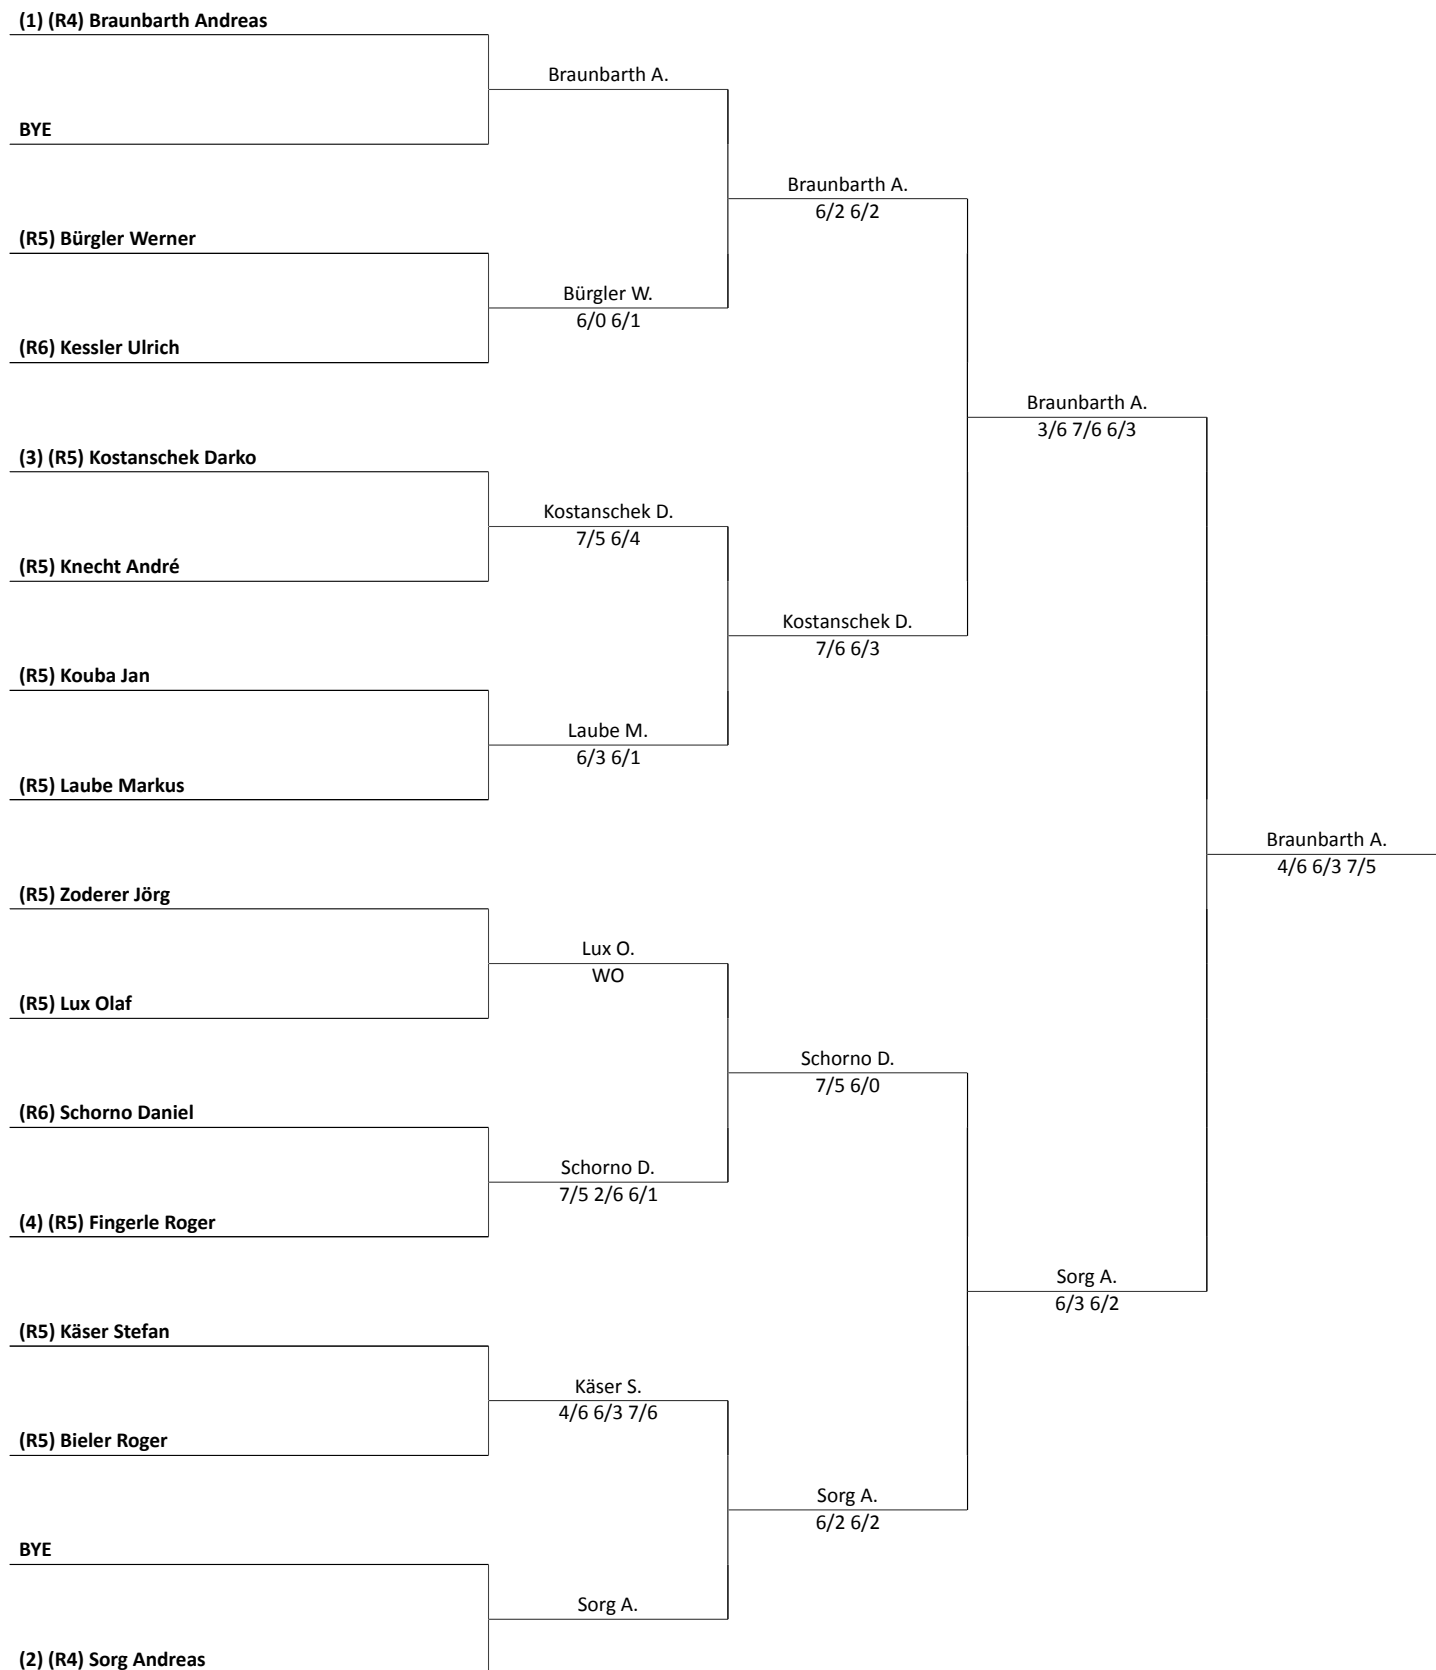 (1) (R4) Braunbarth Andreas
Braunbarth A.
BYE
Braunbarth A.
6/2 6/2
(R5) Bürgler Werner
Bürgler W.
6/0 6/1
(R6) Kessler Ulrich
Braunbarth A.
3/6 7/6 6/3
(3) (R5) Kostanschek Darko
Kostanschek D.
7/5 6/4
(R5) Knecht André
Kostanschek D.
7/6 6/3
(R5) Kouba Jan
Laube M.
6/3 6/1
(R5) Laube Markus
Braunbarth A.
4/6 6/3 7/5
(R5) Zoderer Jörg
Lux O.
WO
(R5) Lux Olaf
Schorno D.
7/5 6/0
(R6) Schorno Daniel
Schorno D.
7/5 2/6 6/1
(4) (R5) Fingerle Roger
Sorg A.
6/3 6/2
(R5) Käser Stefan
Käser S.
4/6 6/3 7/6
(R5) Bieler Roger
Sorg A.
6/2 6/2
BYE
Sorg A.
(2) (R4) Sorg Andreas